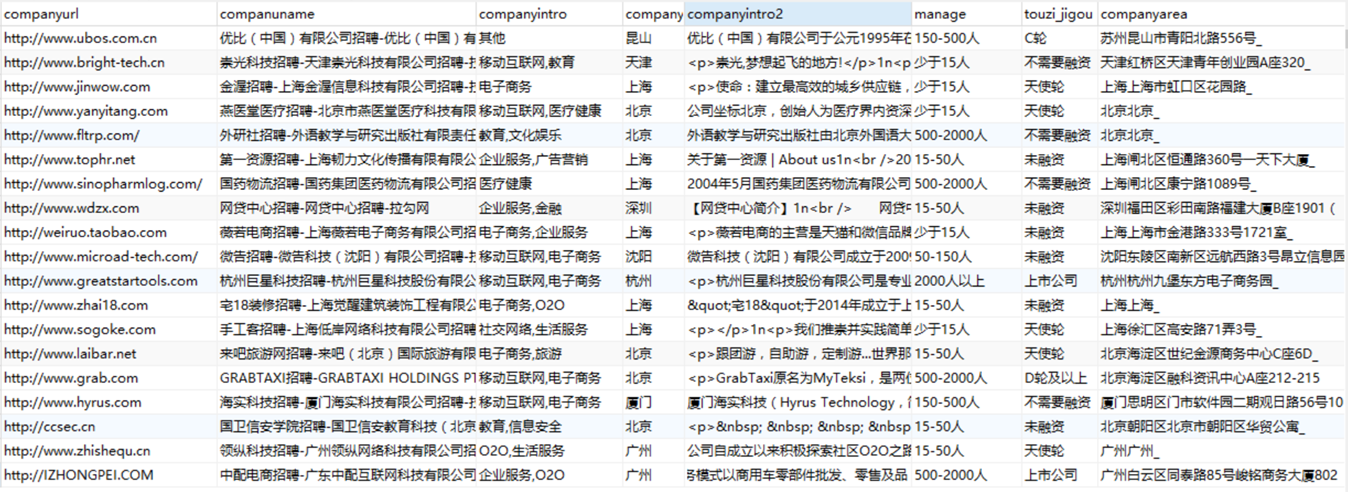 companyurl companuname companyintro company companyintro2 manage touzi_jigou companyarea
http://www.ubos.com.cn 优比（中国）有限公司招聘-优比（中国）有 其他 昆山 优比（中国）有限公司于公元1995年在 150-500人 C轮 苏州昆山市青阳北路556号_
http://www.bright-tech.cn 崇光科技招聘-天津崇光科技有限公司招聘-拉 移动互联网,教育 天津 <p>崇光,梦想起飞的地方!</p>1n<p 少于15人 不需要融资 天津红桥区天津青年创业园A座320_
http://www.jinwow.com 金渥招聘-上海金渥信息科技有限公司招聘- 电子商务 上海 <p>使命：建立最高效的城乡供应链， 少于15人 天使轮 上海上海市虹口区花园路_
http://www.yanyitang.com 燕医堂医疗招聘-北京市燕医堂医疗科技有限 移动互联网,医疗健康 北京 公司坐标北京，创始人为医疗界内资深 少于15人 天使轮 北京北京_
http://www.fltrp.com/ 外研社招聘-外语教学与研究出版社有限责任 教育,文化娱乐 北京 外语教学与研究出版社由北京外国语大 500-2000人 不需要融资 北京北京_
http://www.tophr.net 第一资源招聘-上海韧力文化传播有限有限公 企业服务,广告营销 上海 关于第一资源 | About us1n<br />20 15-50人 未融资 上海闸北区恒通路360号一天下大厦_
http://www.sinopharmlog.com/ 国药物流招聘-国药集团医药物流有限公司招 医疗健康 上海 2004年5月国药集团医药物流有限公司 500-2000人 不需要融资 上海闸北区康宁路1089号_
http://www.wdzx.com 网贷中心招聘-网贷中心招聘-拉勾网 企业服务,金融 深圳 【网贷中心简介】1n<br /> 网贷中 15-50人 未融资 深圳福田区彩田南路福建大厦B座1901（
http://weiruo.taobao.com 薇若电商招聘-上海薇若电子商务有限公司招 电子商务,企业服务 上海 <p>薇若电商的主营是天猫和微信品牌 少于15人 未融资 上海上海市金港路333号1721室_
http://www.microad-tech.com/ 微告招聘-微告科技（沈阳）有限公司招聘- 移动互联网,电子商务 沈阳 微告科技（沈阳）有限公司成立于2009 50-150人 未融资 沈阳东陵区南新区远航西路3号昂立信息园
http://www.greatstartools.com 杭州巨星科技招聘-杭州巨星科技股份有限公 电子商务 杭州 <p>杭州巨星科技股份有限公司是专业 2000人以上 上市公司 杭州杭州九堡东方电子商务园_
http://www.zhai18.com 宅18装修招聘-上海觉醒建筑装饰工程有限公 电子商务,O2O 上海 &quot;宅18&quot;于2014年成立于上 15-50人 未融资 上海上海_
http://www.sogoke.com 手工客招聘-上海低岸网络科技有限公司招聘 社交网络,生活服务 上海 <p></p>1n<p>我们推崇并实践简单 少于15人 天使轮 上海徐汇区高安路71弄3号_
http://www.laibar.net 来吧旅游网招聘-来吧（北京）国际旅游有限 电子商务,旅游 北京 <p>跟团游，自助游，定制游...世界那 15-50人 天使轮 北京海淀区世纪金源商务中心C座6D_
http://www.grab.com GRABTAXI招聘-GRABTAXI HOLDINGS PT 移动互联网,电子商务 北京 <p>GrabTaxi原名为MyTeksi，是两位 500-2000人 D轮及以上 北京海淀区融科资讯中心A座212-215
http://www.hyrus.com 海实科技招聘-厦门海实科技有限公司招聘-拉 移动互联网,电子商务 厦门 厦门海实科技（Hyrus Technology， 150-500人 不需要融资 厦门思明区门市软件园二期观日路56号10
http://ccsec.cn 国卫信安学院招聘-国卫信安教育科技（北京 教育,信息安全 北京 <p>&nbsp; &nbsp; &nbsp; &nbsp 15-50人 未融资 北京朝阳区北京市朝阳区华贸公寓_
http://www.zhishequ.cn 领纵科技招聘-广州领纵网络科技有限公司招 O2O,生活服务 广州 公司自成立以来积极探索社区O2O之路 15-50人 天使轮 广州广州_
http://IZHONGPEI.COM 中配电商招聘-广东中配互联网科技有限公司 企业服务,O2O 广州 务模式以商用车零部件批发、零售及品 500-2000人 上市公司 广州白云区同泰路85号峻铭商务大厦802